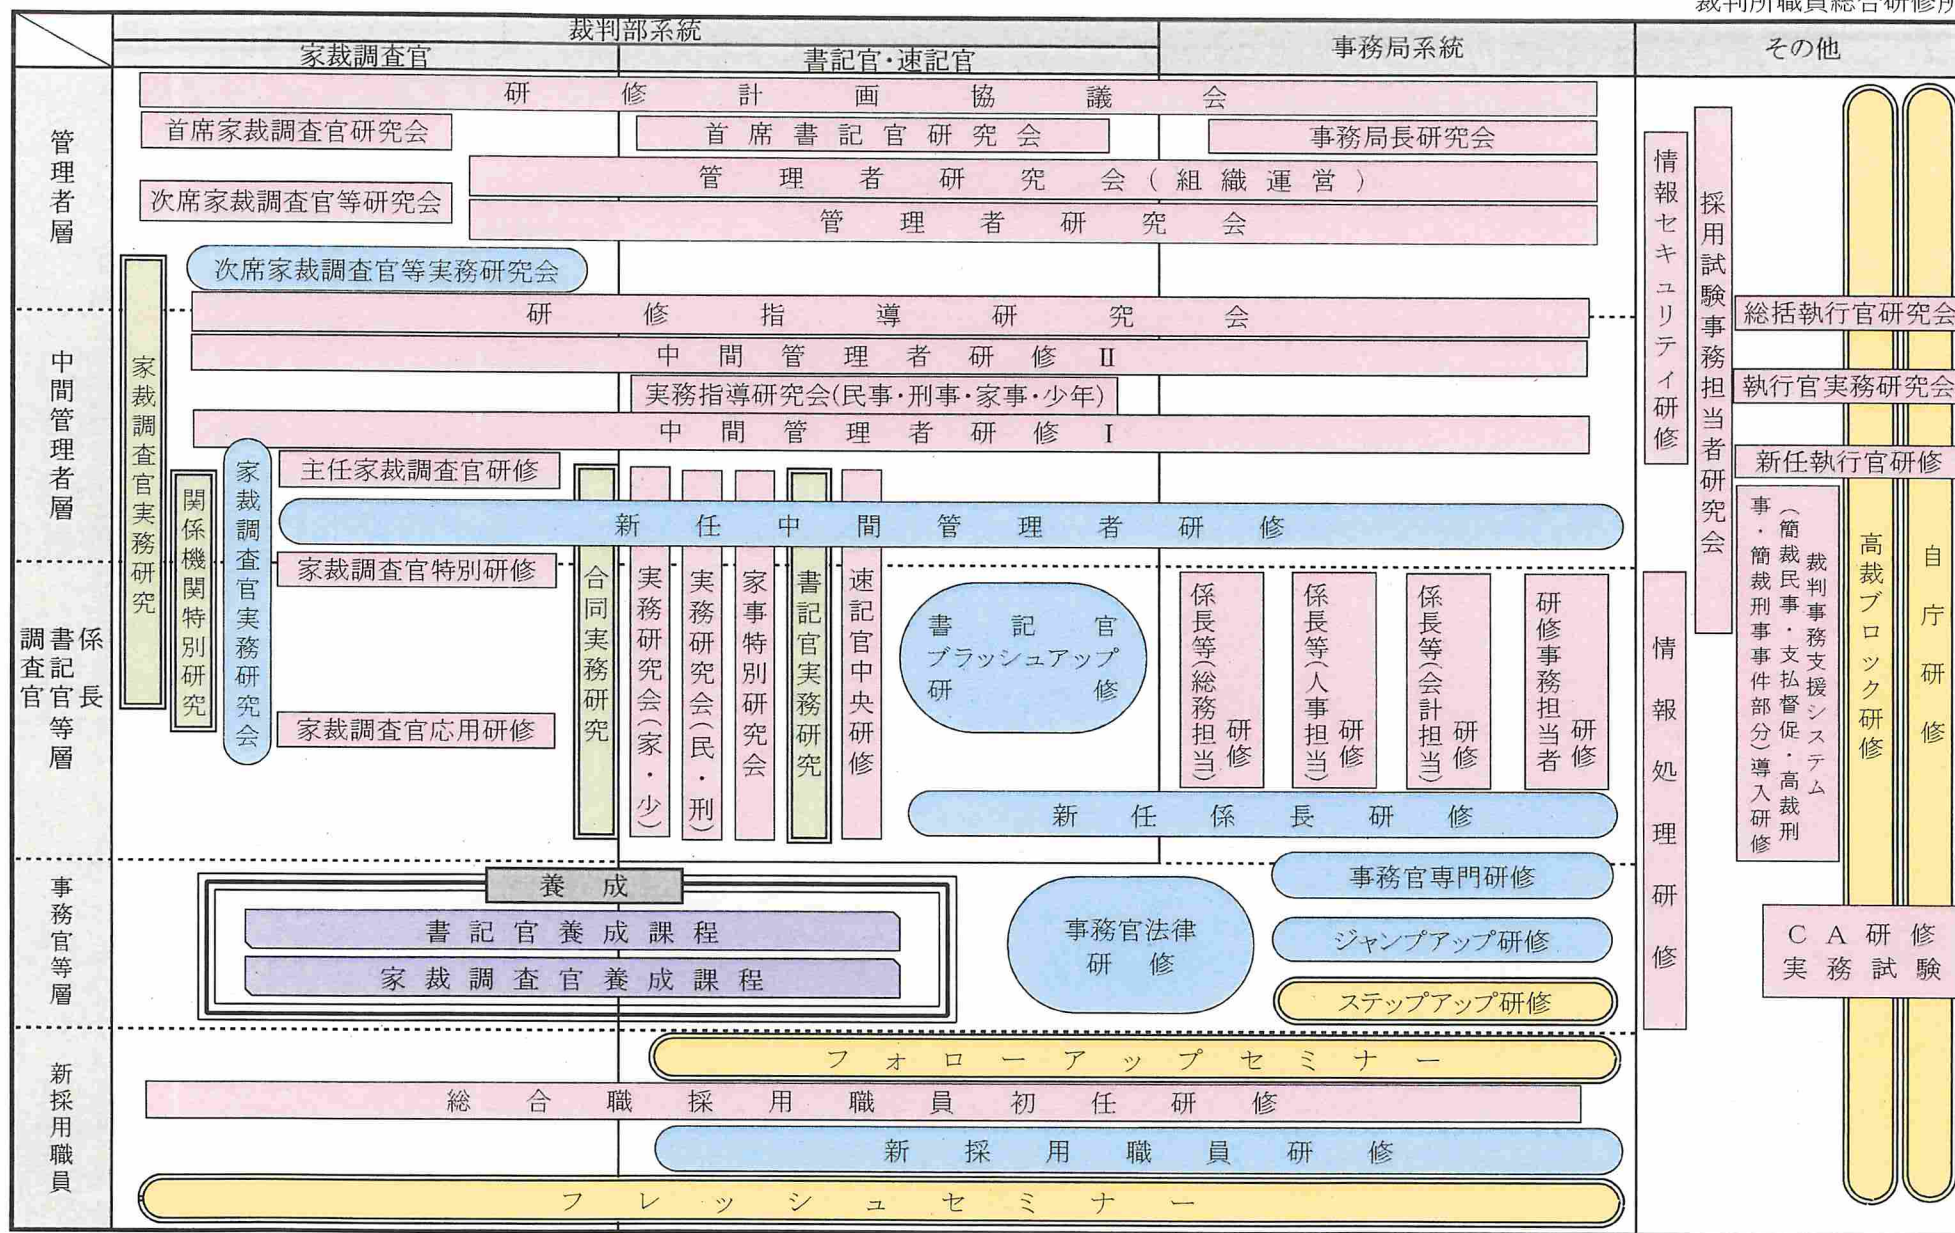 裁判所職員総合研修所
裁判部系統
家裁調査官
書記官・速記官
事務局系統
その他
管理者層
中間管理者層
係長
書記官等層
調査官
事務官等層
新採用職員
研修計画協議会
首席家裁調査官研究会
首席書記官研究会
事務局長研究会
管理者研究会(組織運営)
次席家裁調査官等研究会
管理者研究会
次席家裁調査官等実務研究会
研修指導研究会
中間管理者研修Ⅱ
実務指導研究会(民事・刑事・家事・少年)
中間管理者研修Ⅰ
家裁調査官実務研究
関係機関特別研究
家裁調査官実務研究会
主任家裁調査官研修
新任中間管理者研修
家裁調査官特別研修
家裁調査官応用研修
合同実務研究
実務研究会(家・少)
実務研究会(民・刑)
家事特別研究会
書記官実務研究
速記官中央研修
書記官
ブラッシュアップ
研修
係長等(総務担当)
研修
係長等(人事担当)
研修
係長等(会計担当)
研修
研修事務担当者
研修
新任係長研修
養成
書記官養成課程
家裁調査官養成課程
事務官法律
研修
事務官専門研修
ジャンプアップ研修
ステップアップ研修
フォローアップセミナー
総合職採用職員初任研修
新採用職員研修
フレッシュセミナー
情報セキュリティ研修
採用試験事務担当者研究会
情報処理研修
総括執行官研究会
執行官実務研究会
新任執行官研修
裁判事務支援システム
(簡裁民事・支払督促・高裁刑
事・簡裁刑事事件部分)導入研修
CA研修
実務試験
高裁ブロック研修
自庁研修